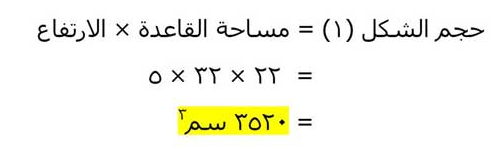 حجم الشكل (١) = مساحة القاعدة × الارتفاع
= ٢٢ × ٣٢ × ٥
= ٣٥٢٠ سم٣